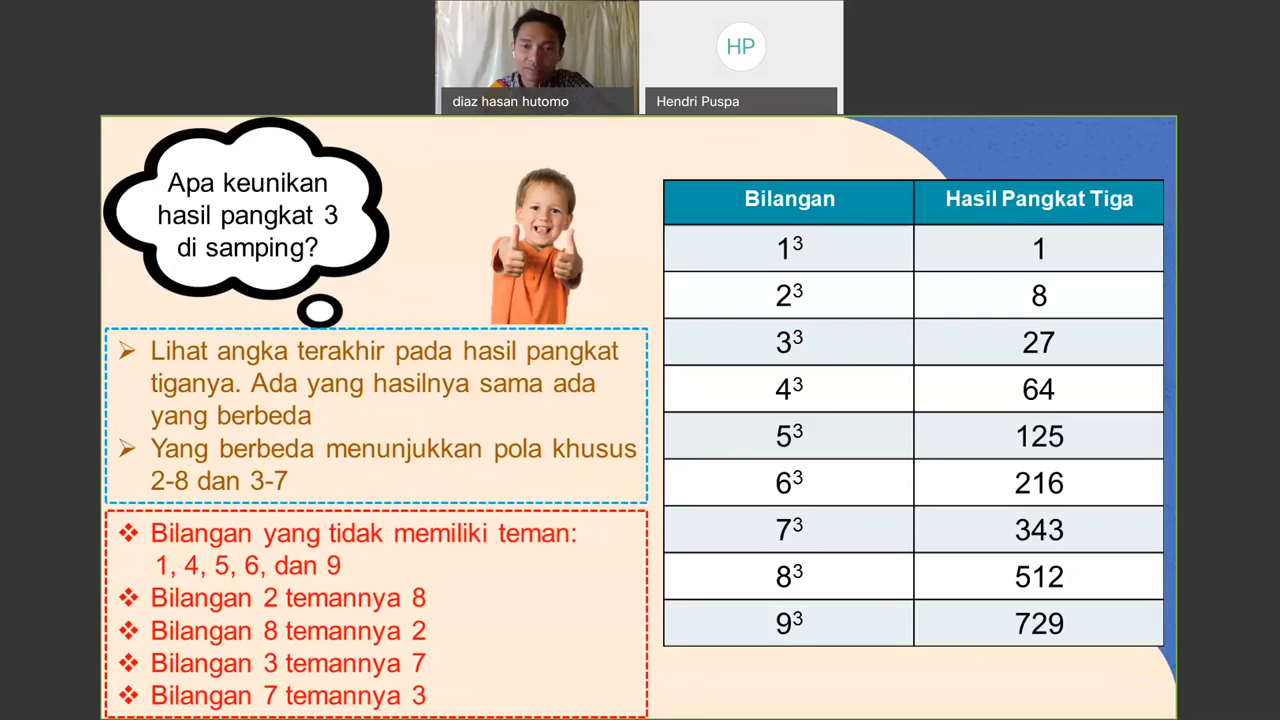 HP
diaz hasan hutomo
Hendri Puspa
Apa keunikan
hasil pangkat 3
di samping?
➢ Lihat angka terakhir pada hasil pangkat
tiganya. Ada yang hasilnya sama ada
yang berbeda
➢ Yang berbeda menunjukkan pola khusus
2-8 dan 3-7
❖ Bilangan yang tidak memiliki teman:
1, 4, 5, 6, dan 9
❖ Bilangan 2 temannya 8
❖ Bilangan 8 temannya 2
❖ Bilangan 3 temannya 7
❖ Bilangan 7 temannya 3
Bilangan Hasil Pangkat Tiga
1³ 1
2³ 8
3³ 27
4³ 64
5³ 125
6³ 216
7³ 343
8³ 512
9³ 729